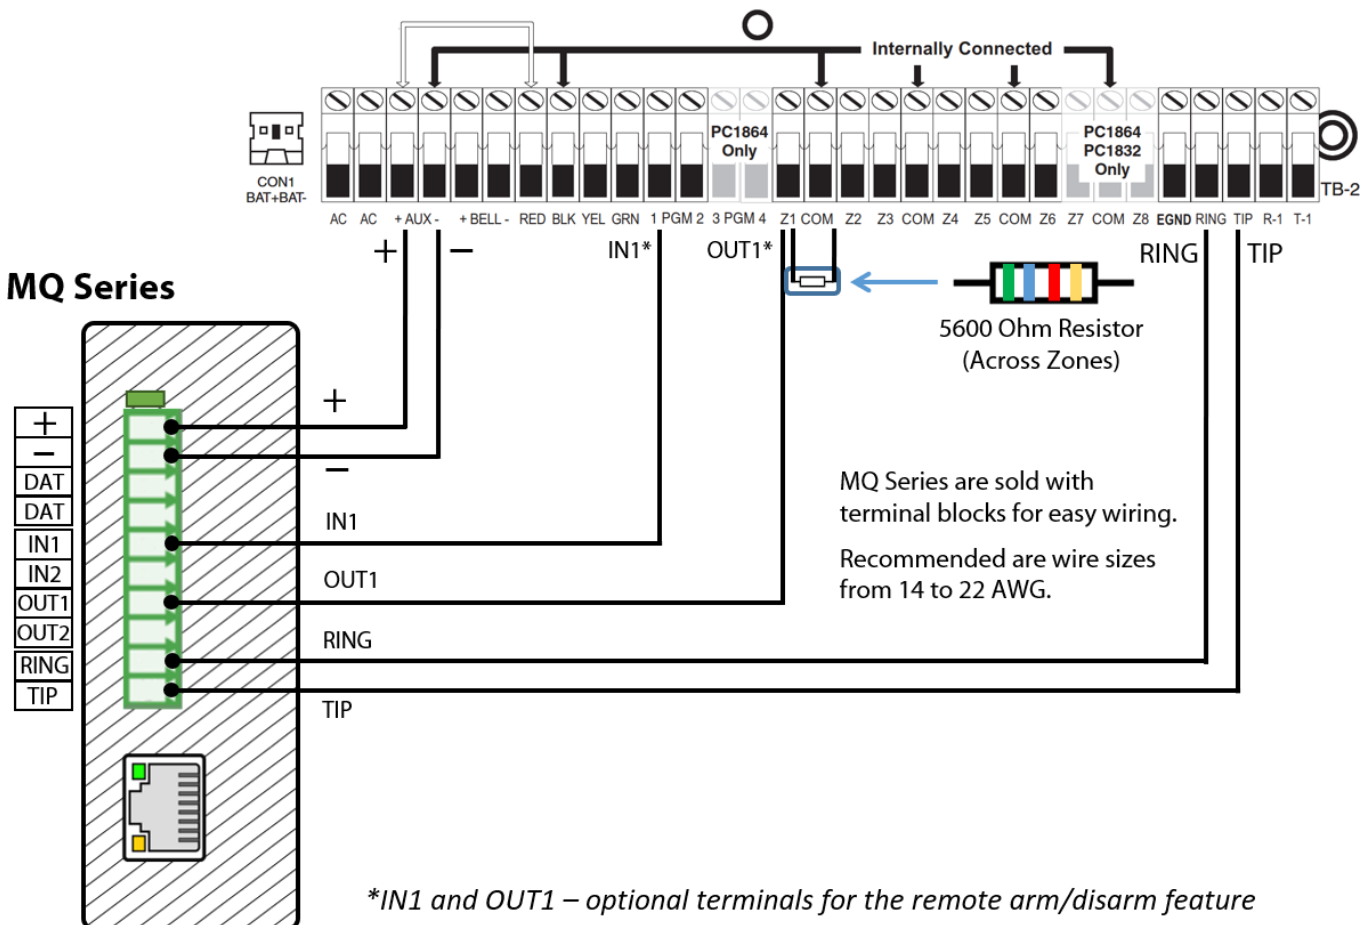 Internally Connected
PC1864
Only
PC1864
PC1832
Only
CON1
BAT+BAT-
TB-2
AC AC + AUX - + BELL - RED BLK YEL GRN 1 PGM 2 3 PGM 4 Z1 COM Z2 Z3 COM Z4 Z5 COM Z6 Z7 COM Z8 EGND RING TIP R-1 T-1
+ − IN1* OUT1* RING TIP
MQ Series
5600 Ohm Resistor
(Across Zones)
+
+
−
−
DAT
DAT
IN1
IN2
OUT1
OUT2
RING
TIP
IN1
OUT1
RING
TIP
MQ Series are sold with
terminal blocks for easy wiring.
Recommended are wire sizes
from 14 to 22 AWG.
*IN1 and OUT1 – optional terminals for the remote arm/disarm feature